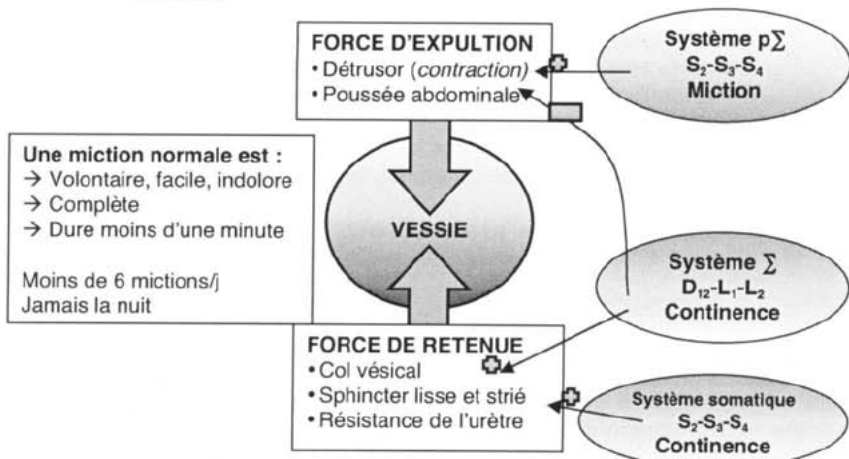 FORCE D'EXPULTION
• Détrusor (contraction)
• Poussée abdominale
Système p∑
S₂-S₃-S₄
Miction
Une miction normale est :
→ Volontaire, facile, indolore
→ Complète
→ Dure moins d'une minute
Moins de 6 mictions/j
Jamais la nuit
VESSIE
Système ∑
D₁₂-L₁-L₂
Continence
FORCE DE RETENUE
• Col vésical
• Sphincter lisse et strié
• Résistance de l'urètre
Système somatique
S₂-S₃-S₄
Continence